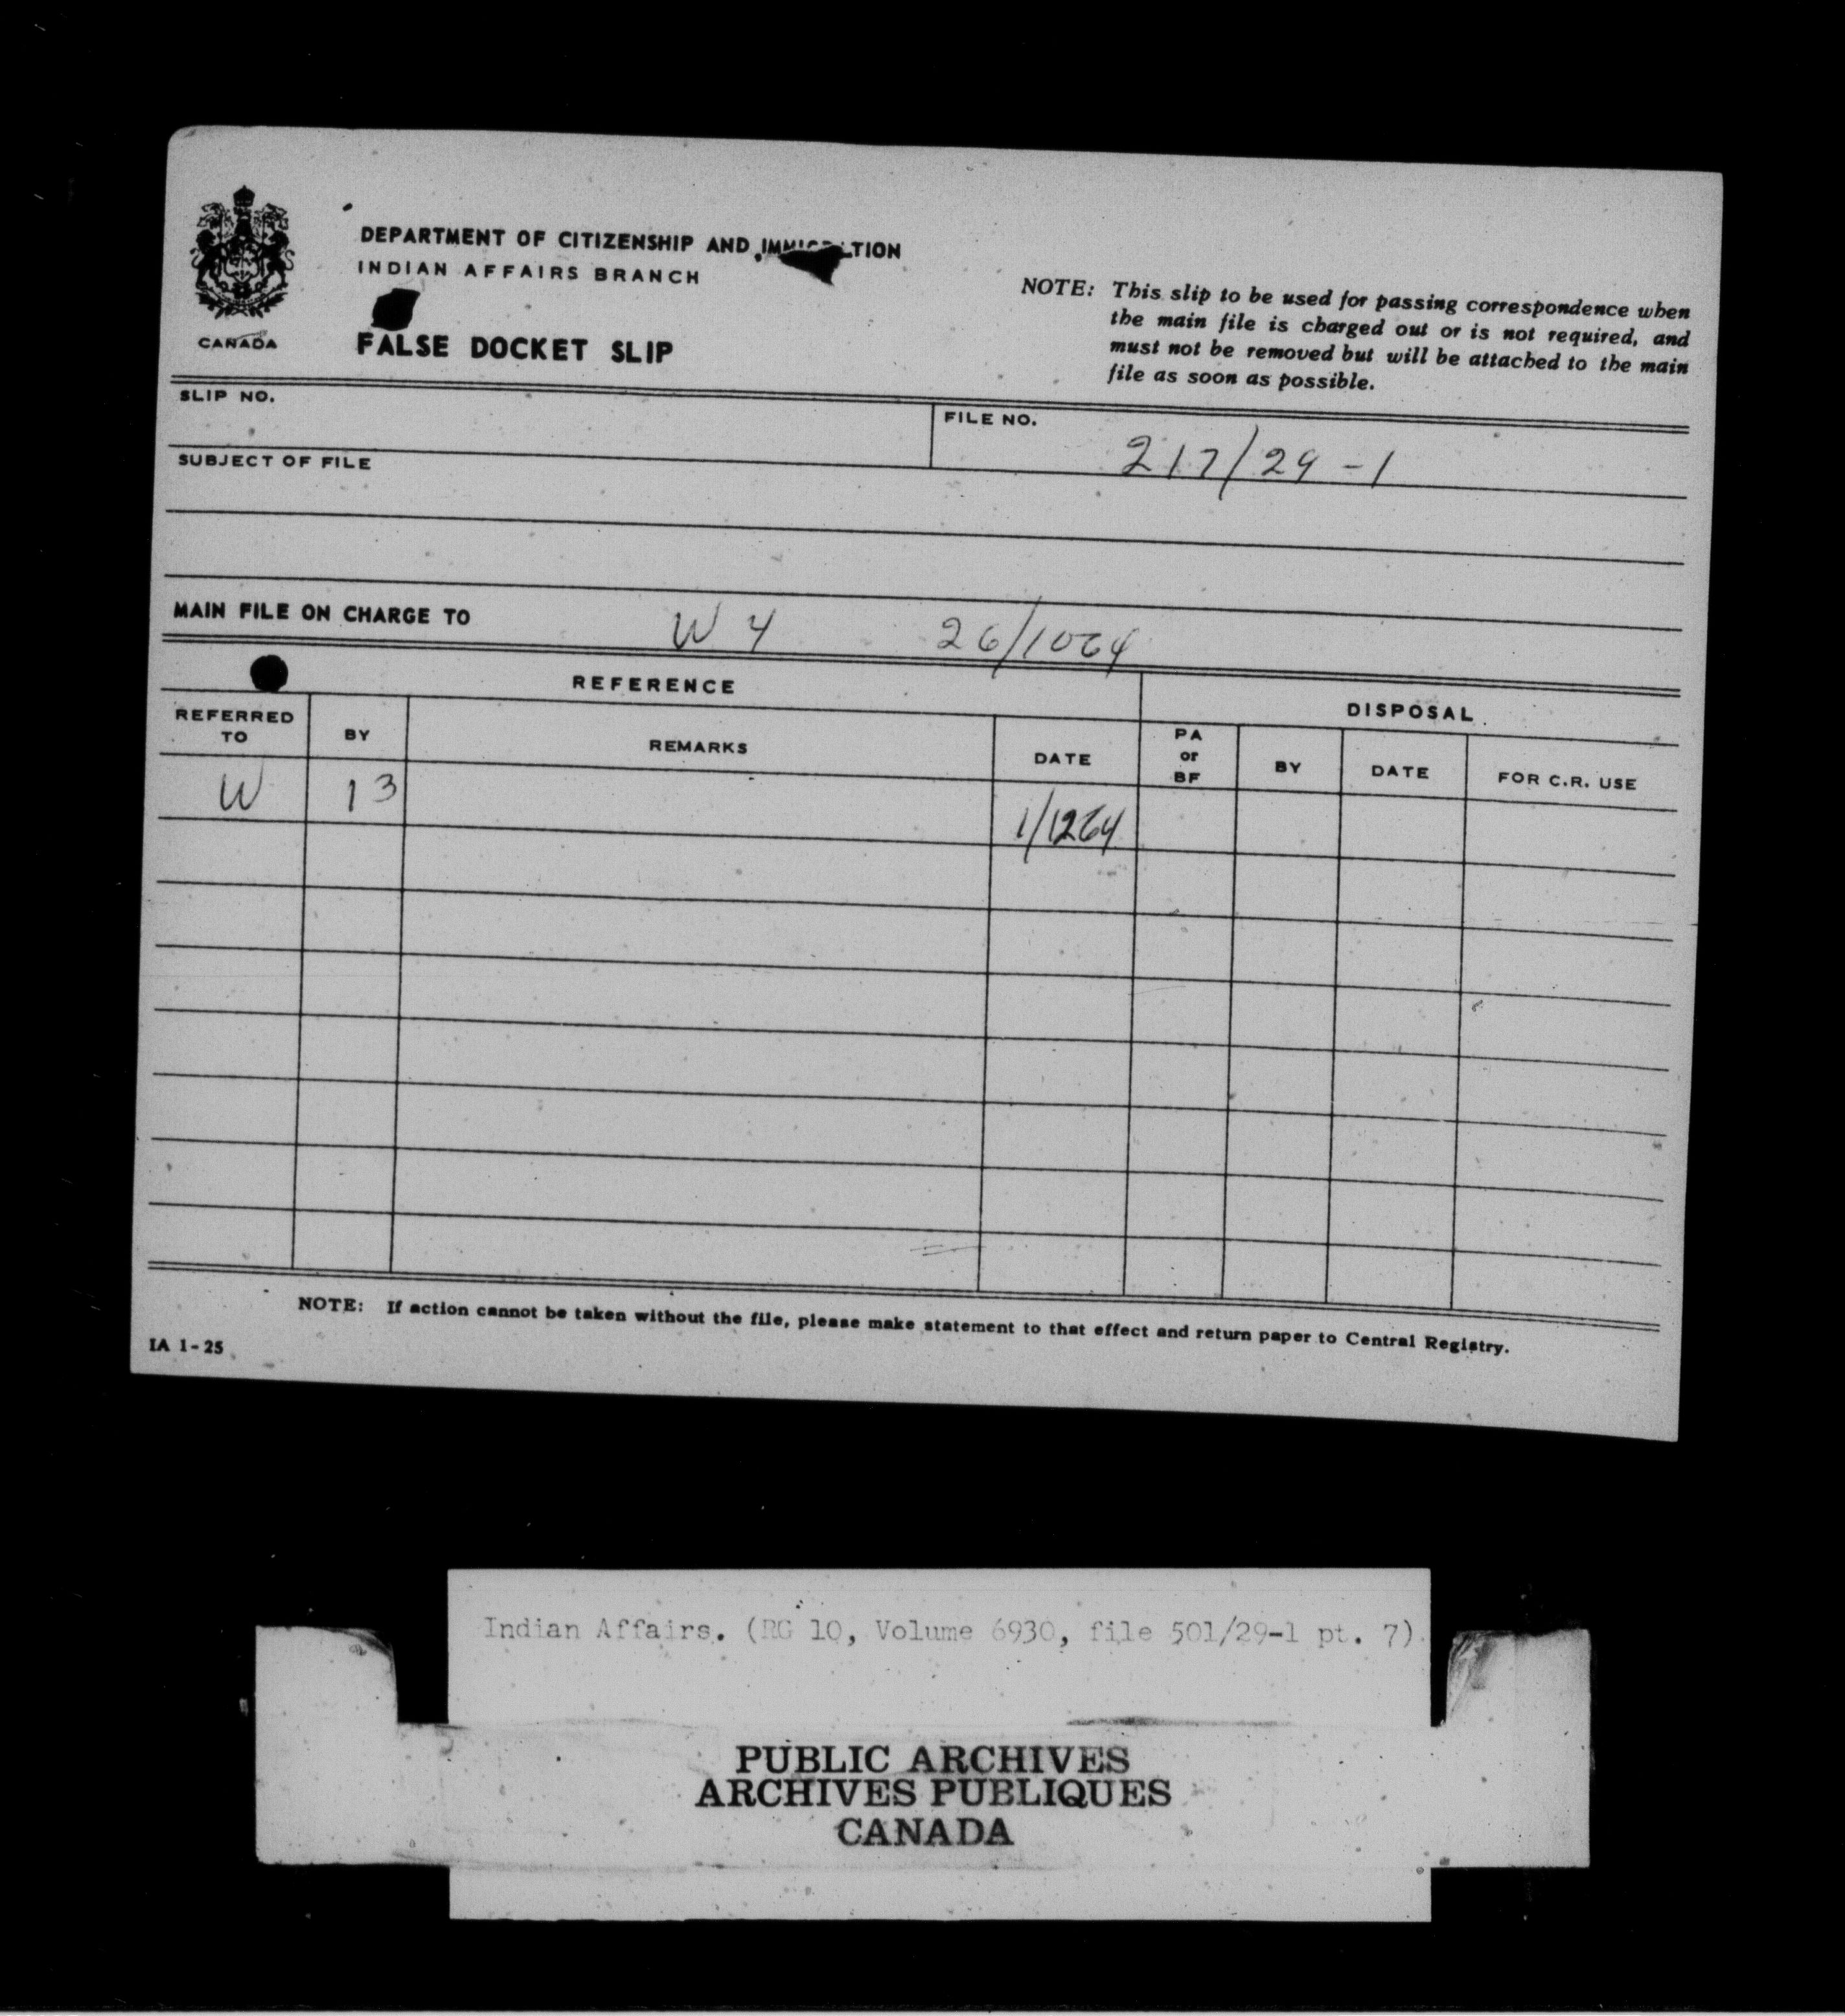 DEPARTMENT OF CITIZENSHIP AND IMMIGRATION
INDIAN AFFAIRS BRANCH
CANADA
FALSE DOCKET SLIP
NOTE: This slip to be used for passing correspondence when
the main file is charged out or is not required, and
must not be removed but will be attached to the main
file as soon as possible.
SLIP NO.
FILE NO. 217/29-1
SUBJECT OF FILE
MAIN FILE ON CHARGE TO W 4 26/1064
REFERENCE
DISPOSAL
REFERRED TO
BY
REMARKS
DATE
PA or BF
BY
DATE
FOR C.R. USE
W 13 1/1264
NOTE: If action cannot be taken without the file, please make statement to that effect and return paper to Central Registry.
IA 1-25
Indian Affairs. (RG 10, Volume 6930, file 501/29-1 pt. 7)
PUBLIC ARCHIVES
ARCHIVES PUBLIQUES
CANADA